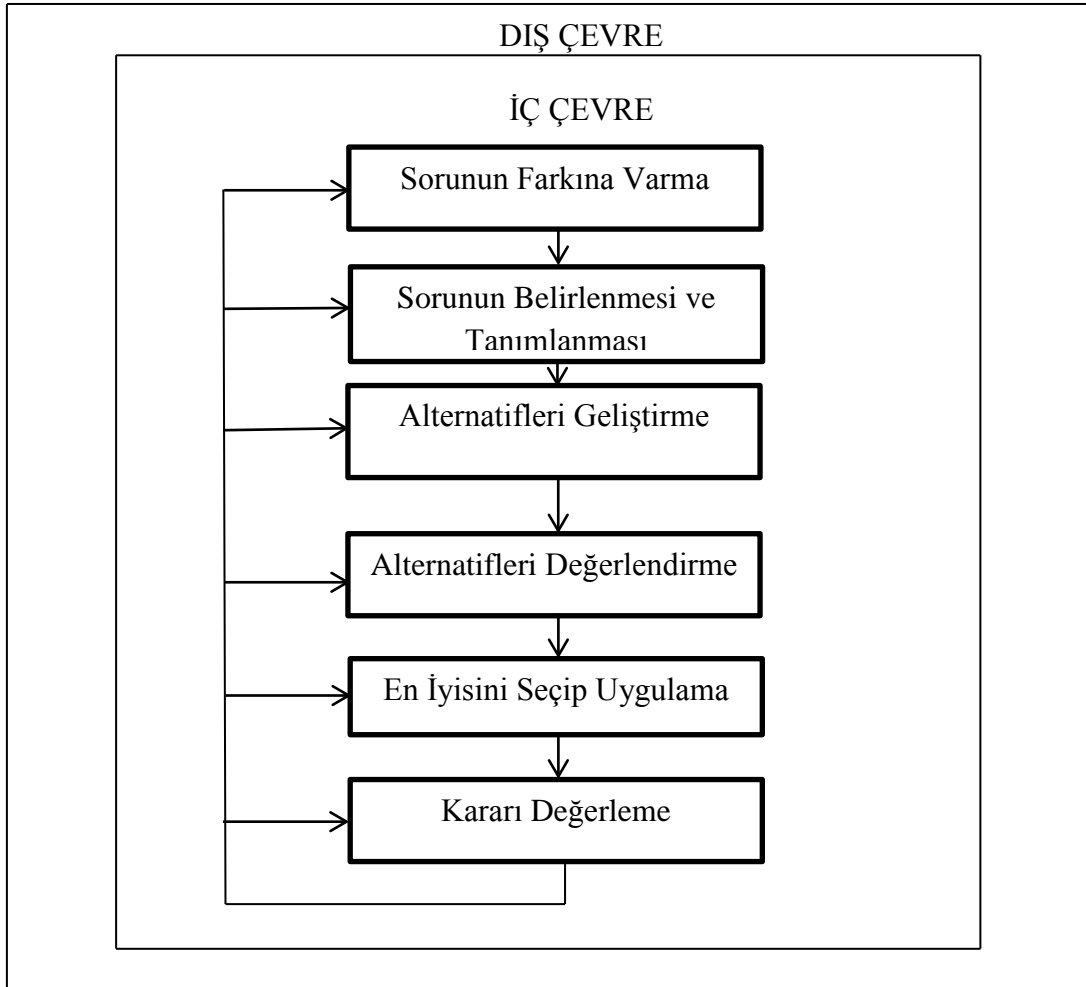 DIŞ ÇEVRE
İÇ ÇEVRE
Sorunun Farkına Varma
Sorunun Belirlenmesi ve
Tanımlanması
Alternatifleri Geliştirme
Alternatifleri Değerlendirme
En İyisini Seçip Uygulama
Kararı Değerleme